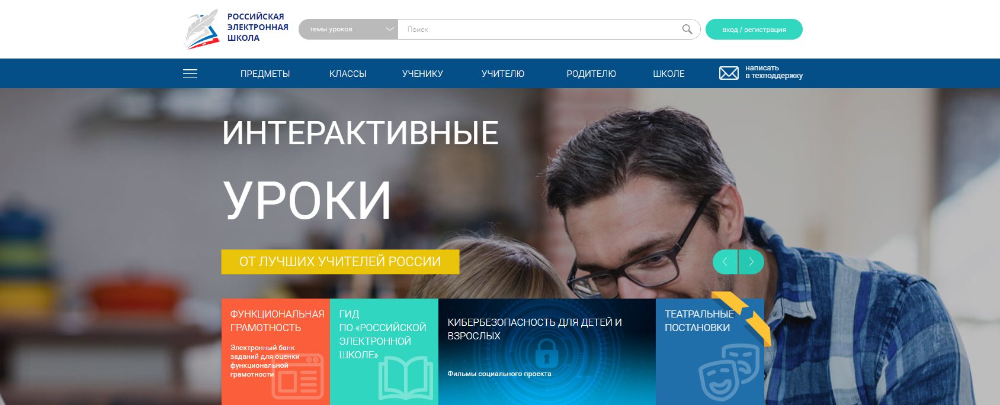 РОССИЙСКАЯ
ЭЛЕКТРОННАЯ
ШКОЛА
темы уроков
Поиск
вход / регистрация
ПРЕДМЕТЫ
КЛАССЫ
УЧЕНИКУ
УЧИТЕЛЮ
РОДИТЕЛЮ
ШКОЛЕ
написать
в техподдержку
ИНТЕРАКТИВНЫЕ
УРОКИ
ОТ ЛУЧШИХ УЧИТЕЛЕЙ РОССИИ
ФУНКЦИОНАЛЬНАЯ
ГРАМОТНОСТЬ
Электронный банк
заданий для оценки
функциональной
грамотности
ГИД
ПО «РОССИЙСКОЙ
ЭЛЕКТРОННОЙ
ШКОЛЕ»
КИБЕРБЕЗОПАСНОСТЬ ДЛЯ ДЕТЕЙ И
ВЗРОСЛЫХ
Фильмы социального проекта
ТЕАТРАЛЬНЫЕ
ПОСТАНОВКИ